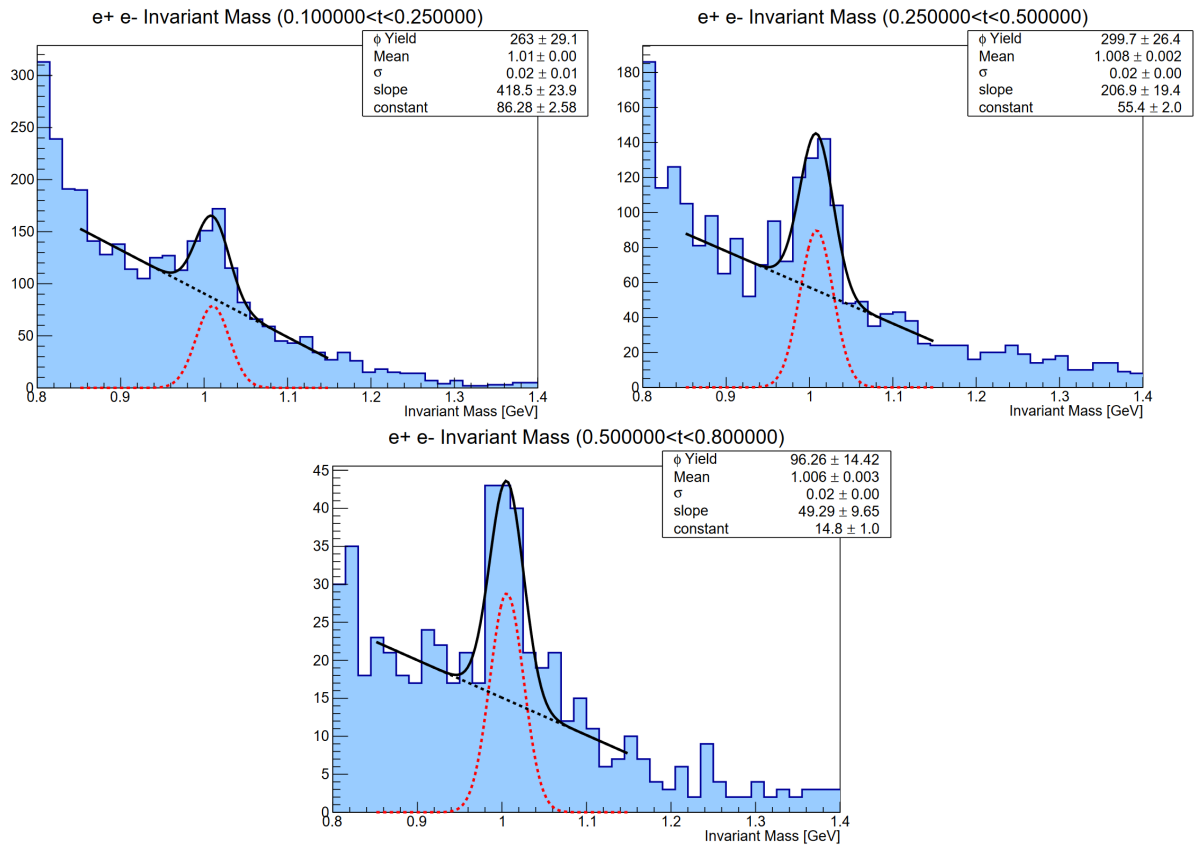 e+ e- Invariant Mass (0.100000<t<0.250000)
ϕ Yield 263 ± 29.1
Mean 1.01 ± 0.00
σ 0.02 ± 0.01
slope 418.5 ± 23.9
constant 86.28 ± 2.58
300
250
200
150
100
50
0
0.8 0.9 1 1.1 1.2 1.3 1.4
Invariant Mass [GeV]
e+ e- Invariant Mass (0.250000<t<0.500000)
ϕ Yield 299.7 ± 26.4
Mean 1.008 ± 0.002
σ 0.02 ± 0.00
slope 206.9 ± 19.4
constant 55.4 ± 2.0
180
160
140
120
100
80
60
40
20
0
0.8 0.9 1 1.1 1.2 1.3 1.4
Invariant Mass [GeV]
e+ e- Invariant Mass (0.500000<t<0.800000)
ϕ Yield 96.26 ± 14.42
Mean 1.006 ± 0.003
σ 0.02 ± 0.00
slope 49.29 ± 9.65
constant 14.8 ± 1.0
45
40
35
30
25
20
15
10
5
0
0.8 0.9 1 1.1 1.2 1.3 1.4
Invariant Mass [GeV]